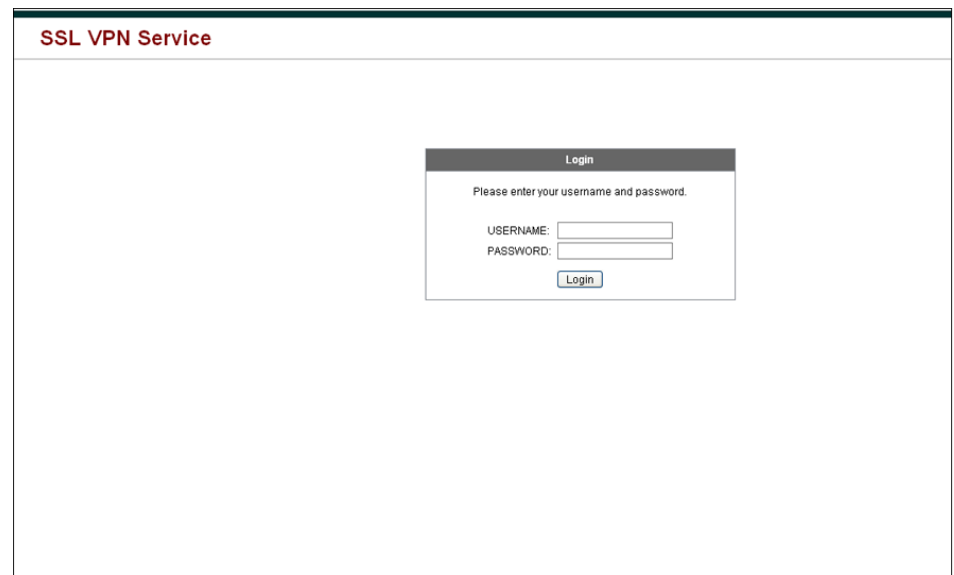 SSL VPN Service
Login
Please enter your username and password.
USERNAME:
PASSWORD:
Login